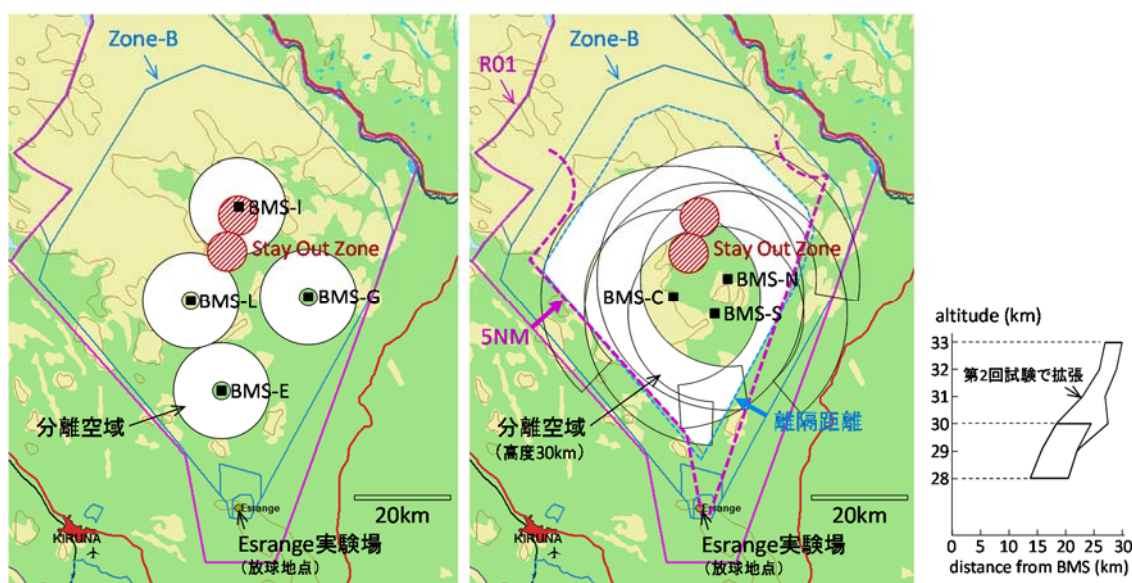 Zone-B
BMS-I
Stay Out Zone
BMS-L
BMS-G
BMS-E
分離空域
Esrange
20km
KIRUNA
Esrange実験場
(放球地点)
R01
Zone-B
Stay Out Zone
BMS-N
BMS-C
BMS-S
5NM
分離空域
(高度30km)
離隔距離
Esrange
20km
Esrange実験場
(放球地点)
altitude (km)
33
32
第2回試験で拡張
31
30
29
28
0 5 10 15 20 25 30
distance from BMS (km)